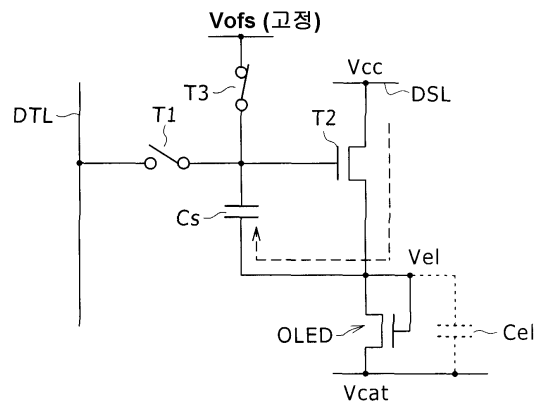 Vofs (고정)
Vcc
T3
DSL
DTL
T1
T2
Cs
Vel
OLED
Cel
Vcat